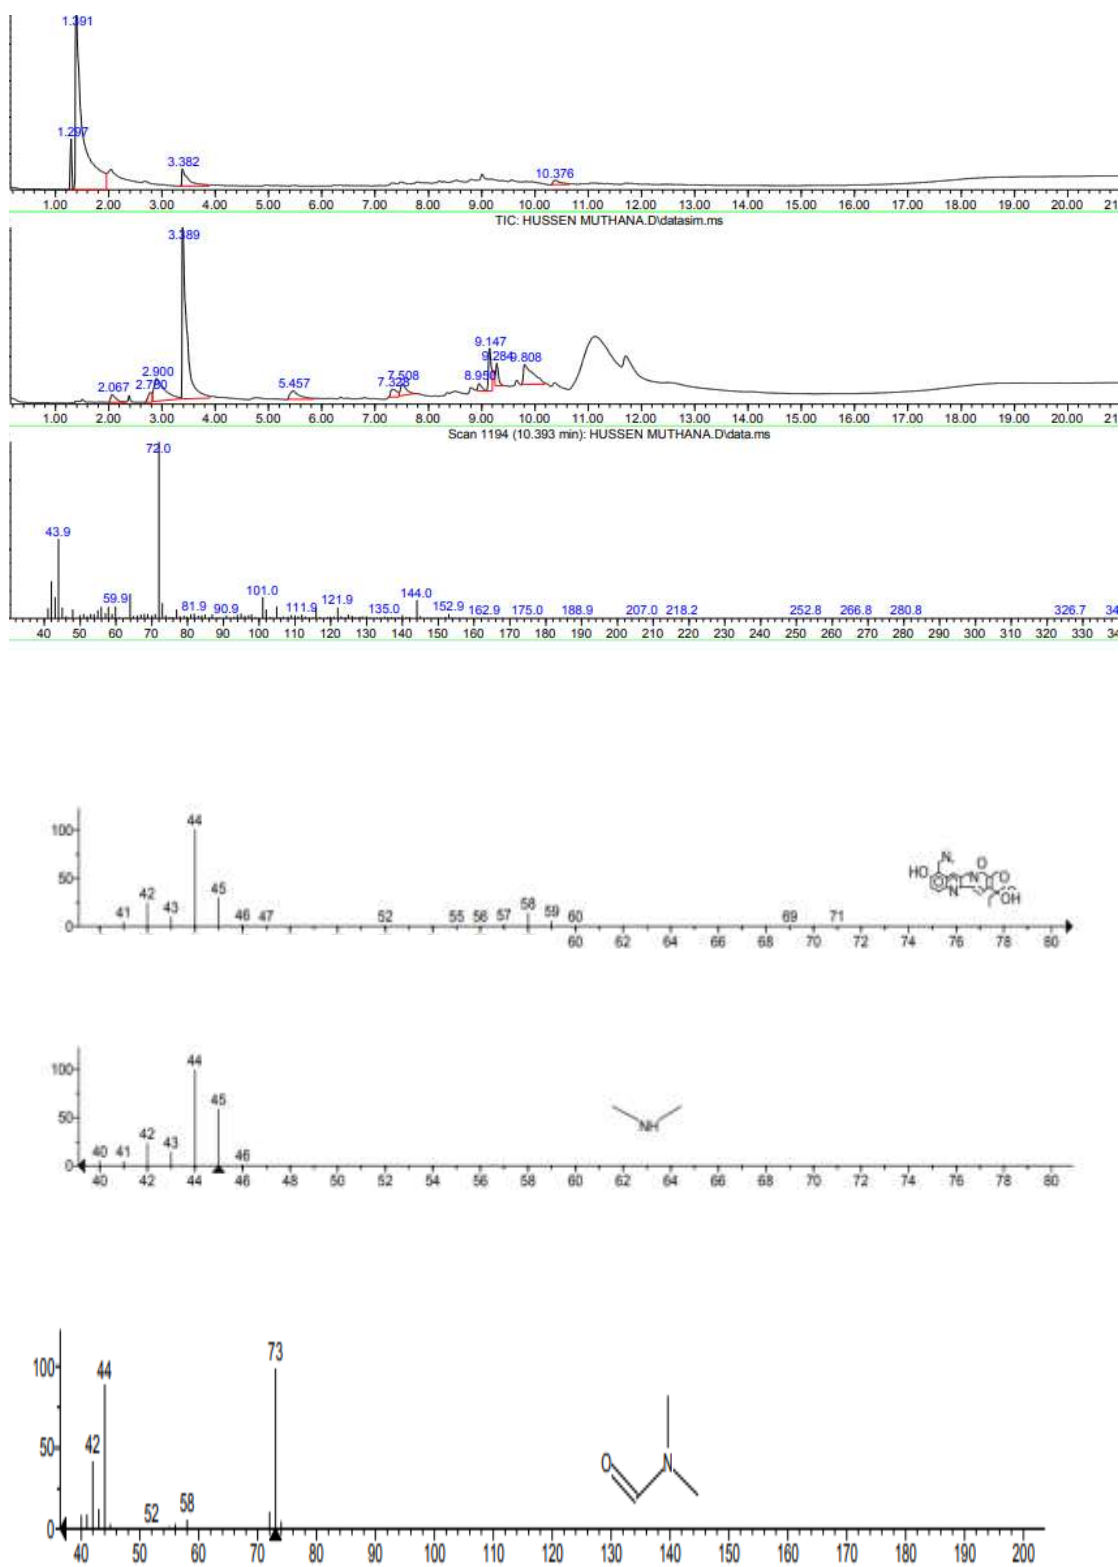 1.391
1.297
3.382
10.376
1.00 2.00 3.00 4.00 5.00 6.00 7.00 8.00 9.00 10.00 11.00 12.00 13.00 14.00 15.00 16.00 17.00 18.00 19.00 20.00 21
TIC: HUSSEN MUTHANA.D\datasim.ms
3.389
9.147
9.284 9.808
2.900
2.067 2.780 5.457 7.328 7.508 8.950
1.00 2.00 3.00 4.00 5.00 6.00 7.00 8.00 9.00 10.00 11.00 12.00 13.00 14.00 15.00 16.00 17.00 18.00 19.00 20.00 21
Scan 1194 (10.393 min): HUSSEN MUTHANA.D\data.ms
72.0
43.9
59.9 81.9 90.9 101.0 111.9 121.9 135.0 144.0 152.9 162.9 175.0 188.9 207.0 218.2 252.8 266.8 280.8 326.7 34
40 50 60 70 80 90 100 110 120 130 140 150 160 170 180 190 200 210 220 230 240 250 260 270 280 290 300 310 320 330 34
100
44
50
42 45
41 43 46 47 52 55 56 57 58 59 60 69 71
0
60 62 64 66 68 70 72 74 76 78 80
HO N O O N N OH
100
44
50
45
42
40 41 43 46
0
NH
40 42 44 46 48 50 52 54 56 58 60 62 64 66 68 70 72 74 76 78 80
100
44
73
50
42
52 58
0
O N
40 50 60 70 80 90 100 110 120 130 140 150 160 170 180 190 200